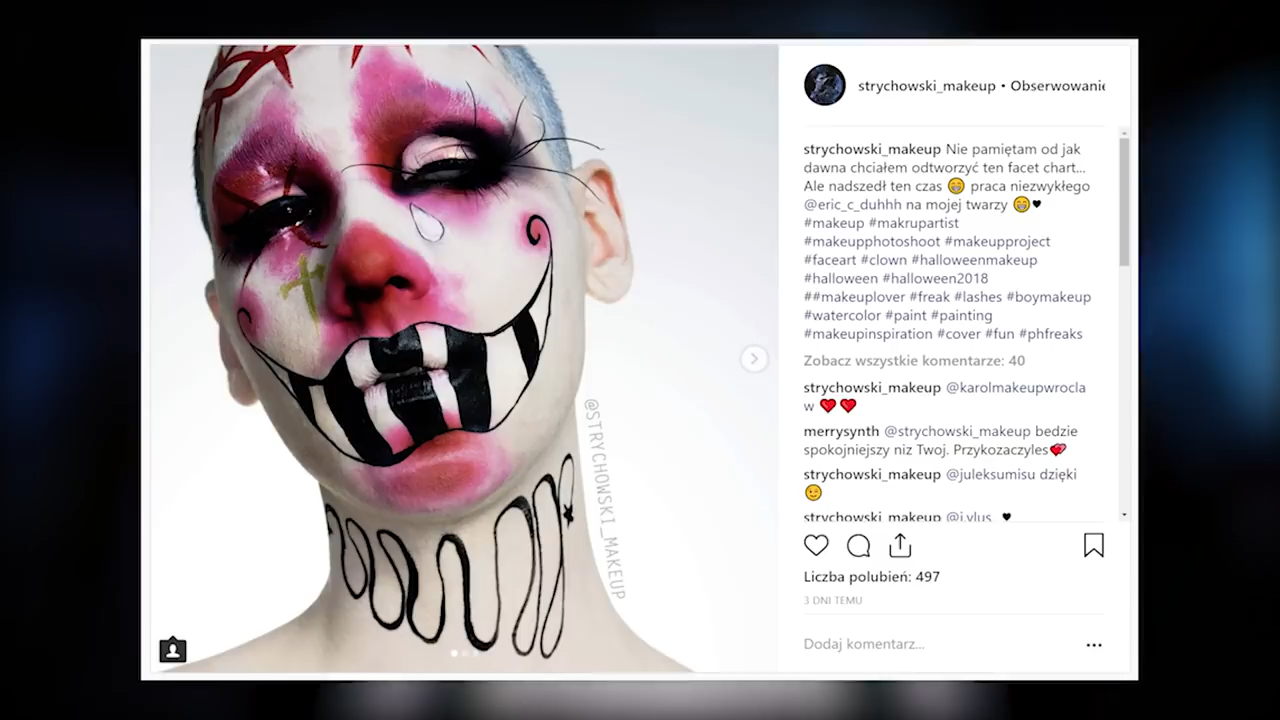 strychowski_makeup • Obserwowanie
strychowski_makeup Nie pamiętam od jak
dawna chciałem odtworzyć ten facet chart...
Ale nadszedł ten czas 😁 praca niezwykłego
@eric_c_duhhh na mojej twarzy 😁♥
#makeup #makrupartist
#makeupphotoshoot #makeupproject
#faceart #clown #halloweenmakeup
#halloween #halloween2018
##makeuplover #freak #lashes #boymakeup
#watercolor #paint #painting
#makeupinspiration #cover #fun #phfreaks
Zobacz wszystkie komentarze: 40
strychowski_makeup @karolmakeupwrocla
w ❤️❤️
merrysynth @strychowski_makeup bedzie
spokojniejszy niz Twoj. Przykozaczyles💕
strychowski_makeup @juleksumisu dzięki
🙂
strychowski_makeup @j.vlus ♥
Liczba polubień: 497
3 DNI TEMU
Dodaj komentarz...
@STRYCHOWSKI_MAKEUP